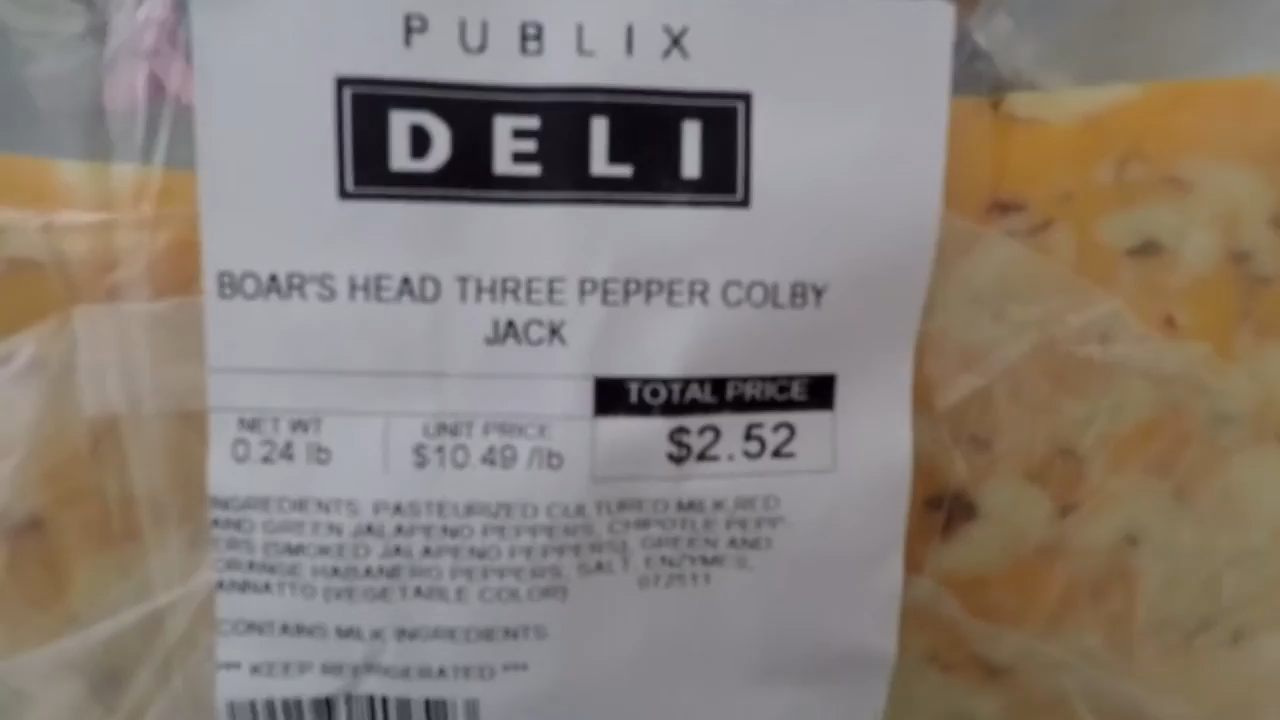 PUBLIX
DELI
BOAR'S HEAD THREE PEPPER COLBY
JACK
TOTAL PRICE
NET WT
UNIT PRICE
0.24 lb
$10.49 /lb
$2.52
INGREDIENTS: PASTEURIZED CULTURED MILK, RED
AND GREEN JALAPENO PEPPERS, CHIPOTLE PEPP-
ERS (SMOKED JALAPENO PEPPERS), GREEN AND
ORANGE HABANERO PEPPERS, SALT, ENZYMES,
ANNATTO (VEGETABLE COLOR)
072511
CONTAINS MILK INGREDIENTS
*** KEEP REFRIGERATED ***